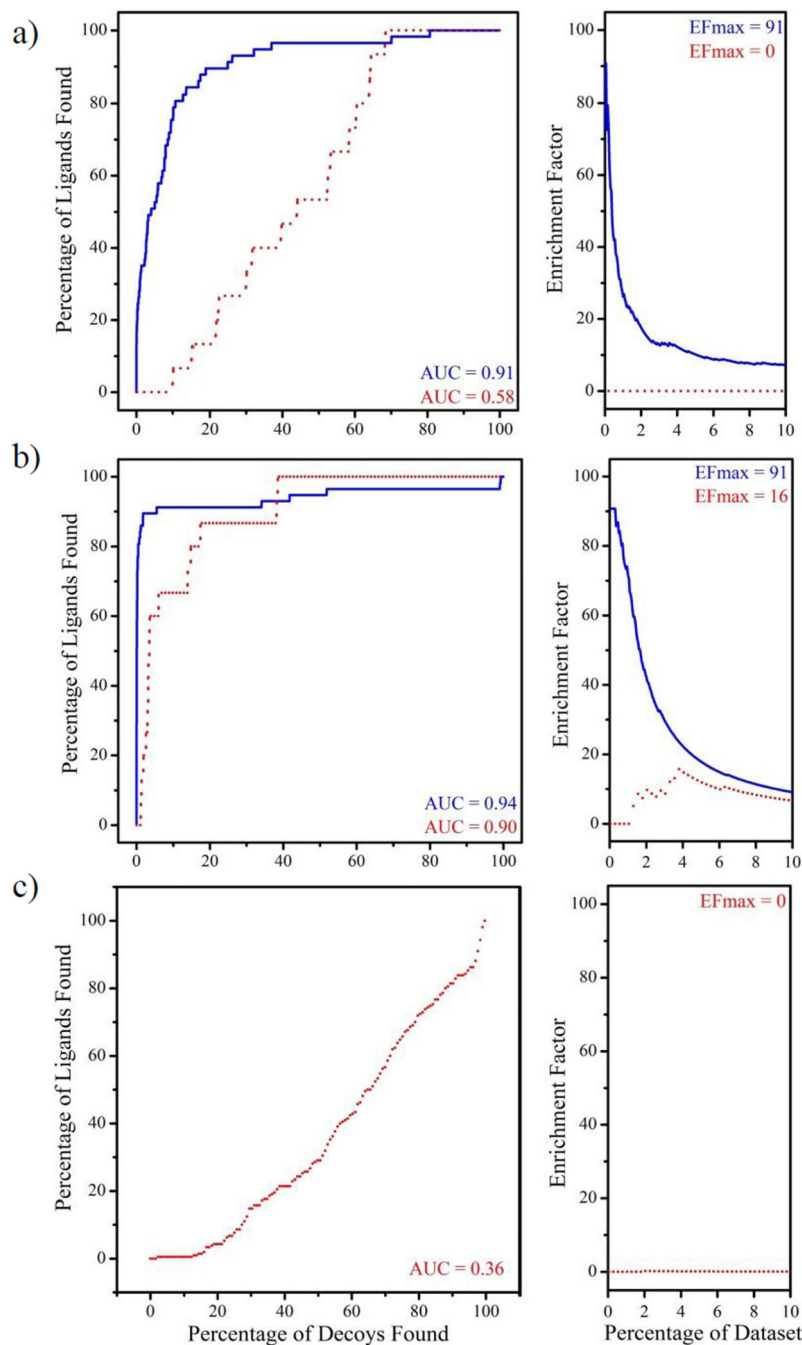 a)
EFmax = 91
EFmax = 0
100
80
60
40
20
0
Percentage of Ligands Found
AUC = 0.91
AUC = 0.58
0 20 40 60 80 100
100
80
60
40
20
0
Enrichment Factor
0 2 4 6 8 10
b)
EFmax = 91
EFmax = 16
100
80
60
40
20
0
Percentage of Ligands Found
AUC = 0.94
AUC = 0.90
0 20 40 60 80 100
100
80
60
40
20
0
Enrichment Factor
0 2 4 6 8 10
c)
EFmax = 0
100
80
60
40
20
0
Percentage of Ligands Found
AUC = 0.36
0 20 40 60 80 100
Percentage of Decoys Found
100
80
60
40
20
0
Enrichment Factor
0 2 4 6 8 10
Percentage of Dataset